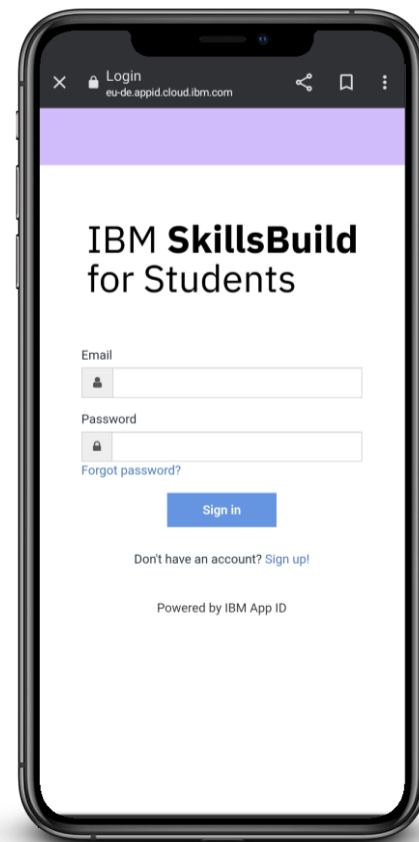 Login
eu-de.appid.cloud.ibm.com
IBM SkillsBuild
for Students
Email
Password
Forgot password?
Sign in
Don't have an account? Sign up!
Powered by IBM App ID